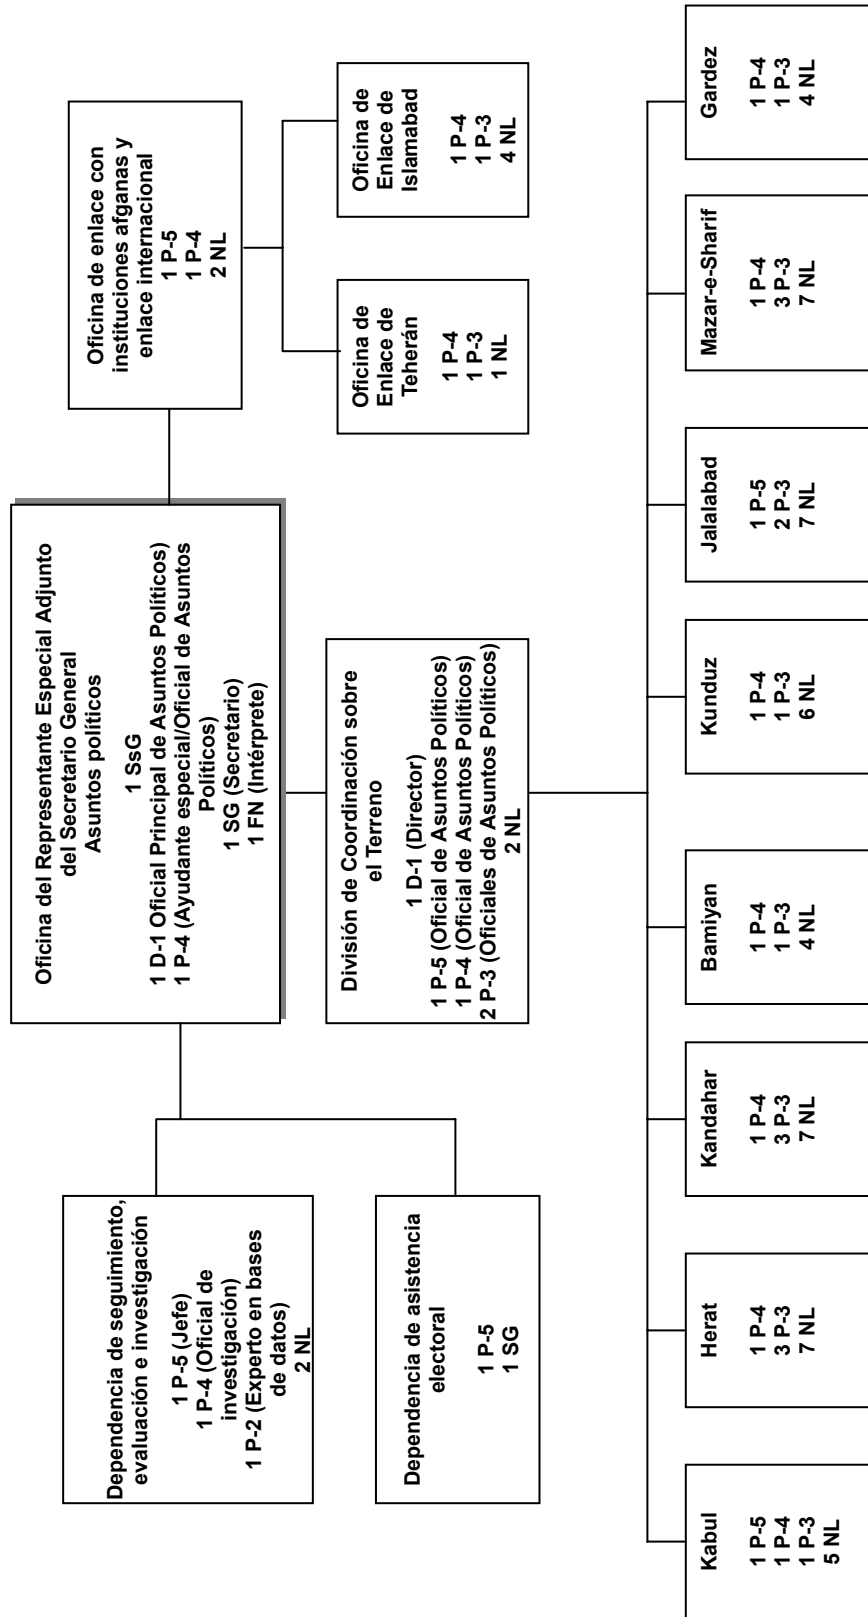 Oficina del Representante Especial Adjunto
del Secretario General
Asuntos políticos
1 SsG
1 D-1 Oficial Principal de Asuntos Políticos)
1 P-4 (Ayudante especial/Oficial de Asuntos
Políticos)
1 SG (Secretario)
1 FN (Intérprete)
Dependencia de seguimiento,
evaluación e investigación
1 P-5 (Jefe)
1 P-4 (Oficial de
investigación)
1 P-2 (Experto en bases
de datos)
2 NL
Dependencia de asistencia
electoral
1 P-5
1 SG
División de Coordinación sobre
el Terreno
1 D-1 (Director)
1 P-5 (Oficial de Asuntos Políticos)
1 P-4 (Oficial de Asuntos Políticos)
2 P-3 (Oficiales de Asuntos Políticos)
2 NL
Oficina de enlace con
instituciones afganas y
enlace internacional
1 P-5
1 P-4
2 NL
Oficina de
Enlace de
Teherán
1 P-4
1 P-3
1 NL
Oficina de
Enlace de
Islamabad
1 P-4
1 P-3
4 NL
Kabul
1 P-5
1 P-4
1 P-3
5 NL
Herat
1 P-4
3 P-3
7 NL
Kandahar
1 P-4
3 P-3
7 NL
Bamiyan
1 P-4
1 P-3
4 NL
Kunduz
1 P-4
1 P-3
6 NL
Jalalabad
1 P-5
2 P-3
7 NL
Mazar-e-Sharif
1 P-4
3 P-3
7 NL
Gardez
1 P-4
1 P-3
4 NL